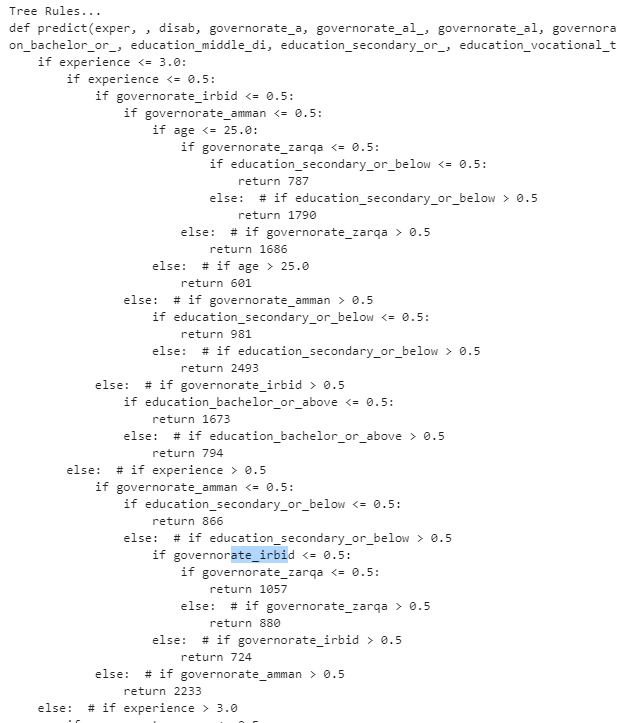 Tree Rules...
def predict(exper, , disab, governorate_a, governorate_al_, governorate_al, governora
on_bachelor_or_, education_middle_di, education_secondary_or_, education_vocational_t
    if experience <= 3.0:
        if experience <= 0.5:
            if governorate_irbid <= 0.5:
                if governorate_amman <= 0.5:
                    if age <= 25.0:
                        if governorate_zarqa <= 0.5:
                            if education_secondary_or_below <= 0.5:
                                return 787
                            else:  # if education_secondary_or_below > 0.5
                                return 1790
                        else:  # if governorate_zarqa > 0.5
                            return 1686
                    else:  # if age > 25.0
                        return 601
                else:  # if governorate_amman > 0.5
                    if education_secondary_or_below <= 0.5:
                        return 981
                    else:  # if education_secondary_or_below > 0.5
                        return 2493
            else:  # if governorate_irbid > 0.5
                if education_bachelor_or_above <= 0.5:
                    return 1673
                else:  # if education_bachelor_or_above > 0.5
                    return 794
        else:  # if experience > 0.5
            if governorate_amman <= 0.5:
                if education_secondary_or_below <= 0.5:
                    return 866
                else:  # if education_secondary_or_below > 0.5
                    if governorate_irbid <= 0.5:
                        if governorate_zarqa <= 0.5:
                            return 1057
                        else:  # if governorate_zarqa > 0.5
                            return 880
                    else:  # if governorate_irbid > 0.5
                        return 724
            else:  # if governorate_amman > 0.5
                return 2233
    else:  # if experience > 3.0